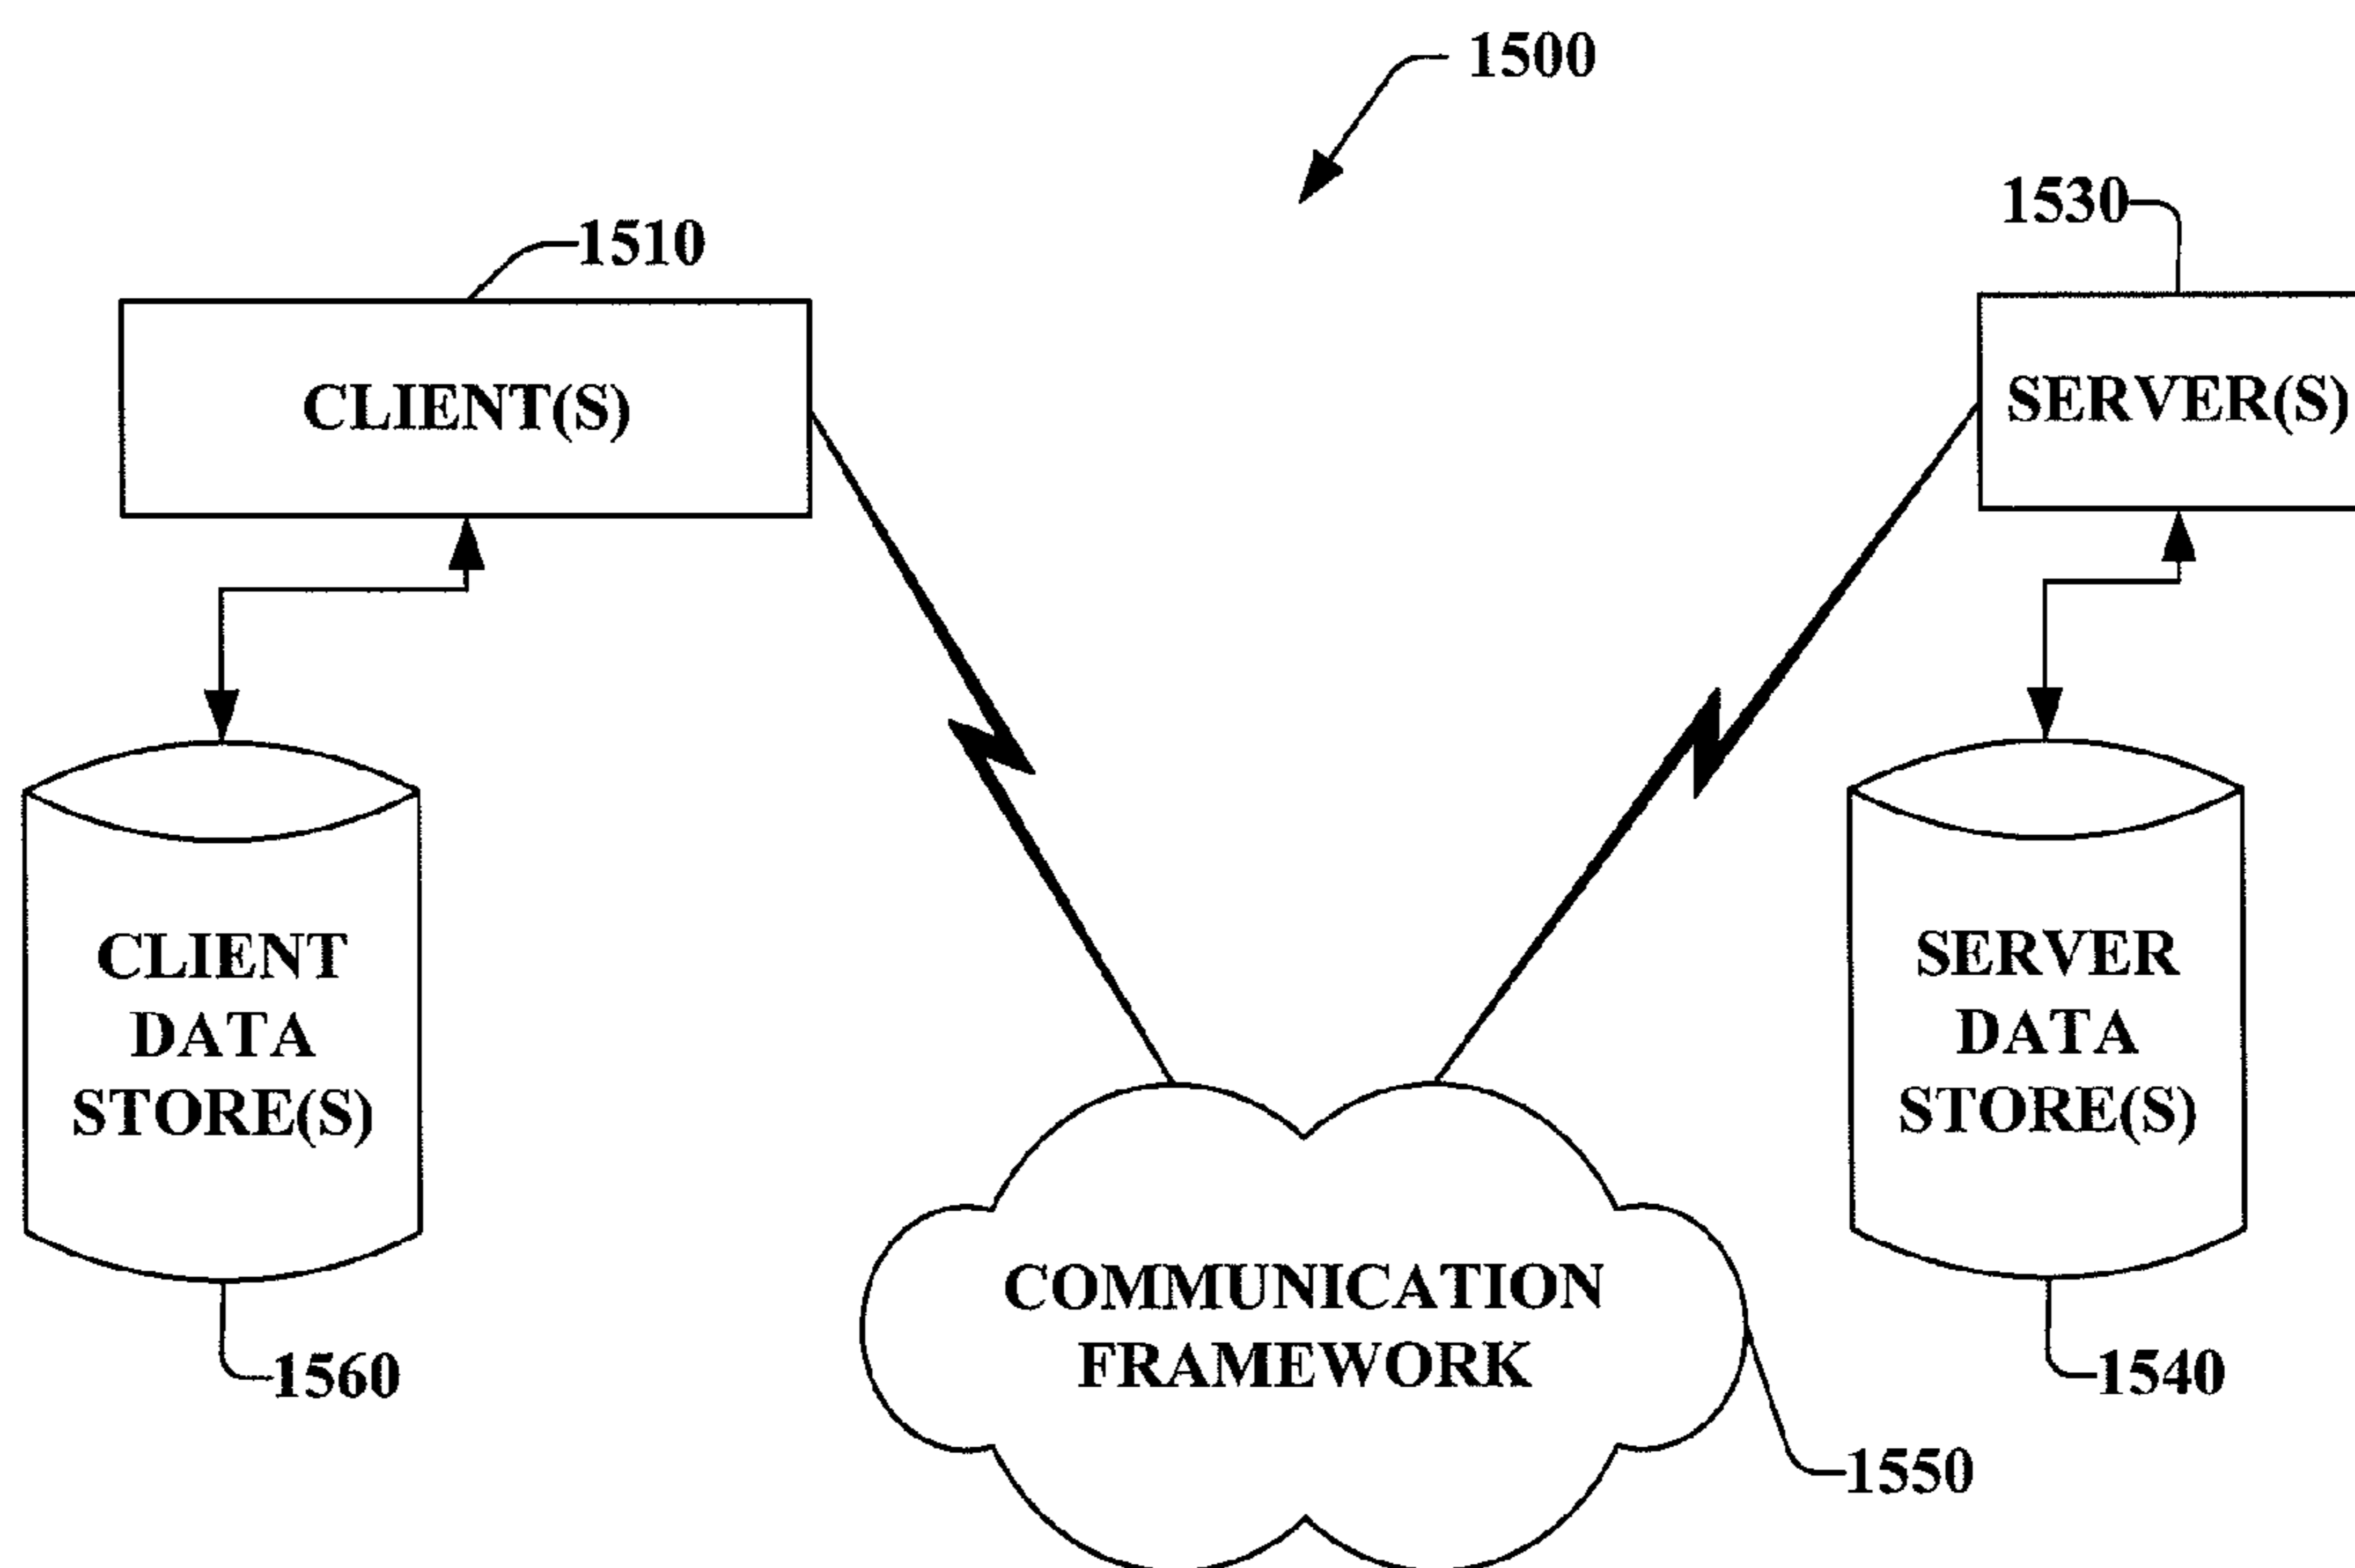 1500
1510
1530
CLIENT(S)
SERVER(S)
CLIENT
DATA
STORE(S)
SERVER
DATA
STORE(S)
COMMUNICATION
FRAMEWORK
1560
1540
1550